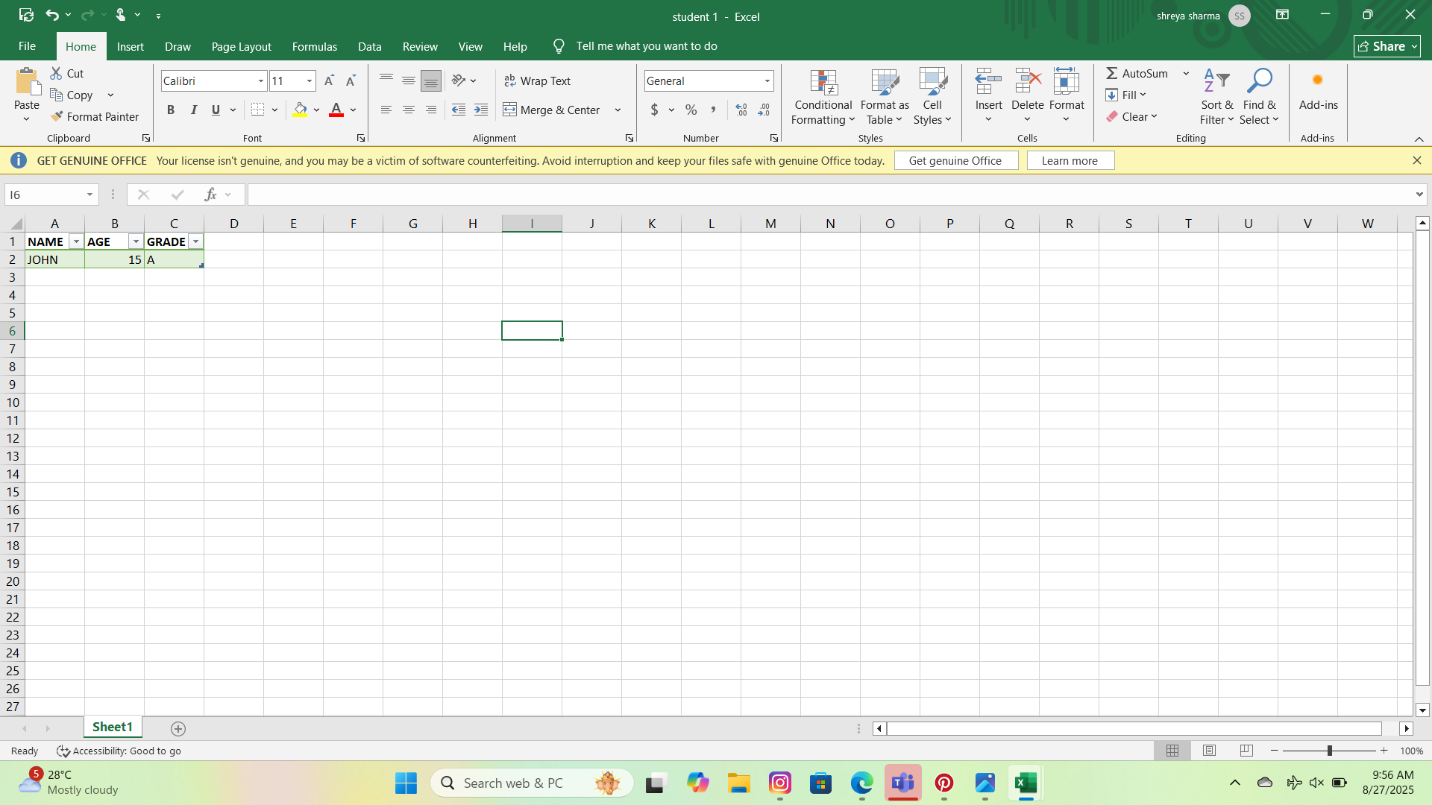 student 1 - Excel
shreya sharma SS
File Home Insert Draw Page Layout Formulas Data Review View Help Tell me what you want to do Share
Paste
Cut
Copy
Format Painter
Clipboard
Calibri 11
B I U
Font
Wrap Text
Merge & Center
Alignment
General
$ % ,
Number
Conditional Formatting
Format as Table
Cell Styles
Styles
Insert Delete Format
Cells
AutoSum
Fill
Clear
Sort & Filter
Find & Select
Editing
Add-ins
Add-ins
GET GENUINE OFFICE Your license isn't genuine, and you may be a victim of software counterfeiting. Avoid interruption and keep your files safe with genuine Office today. Get genuine Office Learn more
I6 fx
A B C D E F G H I J K L M N O P Q R S T U V W
1 NAME AGE GRADE
2 JOHN 15 A
3
4
5
6
7
8
9
10
11
12
13
14
15
16
17
18
19
20
21
22
23
24
25
26
27
Sheet1
Ready Accessibility: Good to go 100%
5 28°C
Mostly cloudy
Search web & PC
9:56 AM
8/27/2025